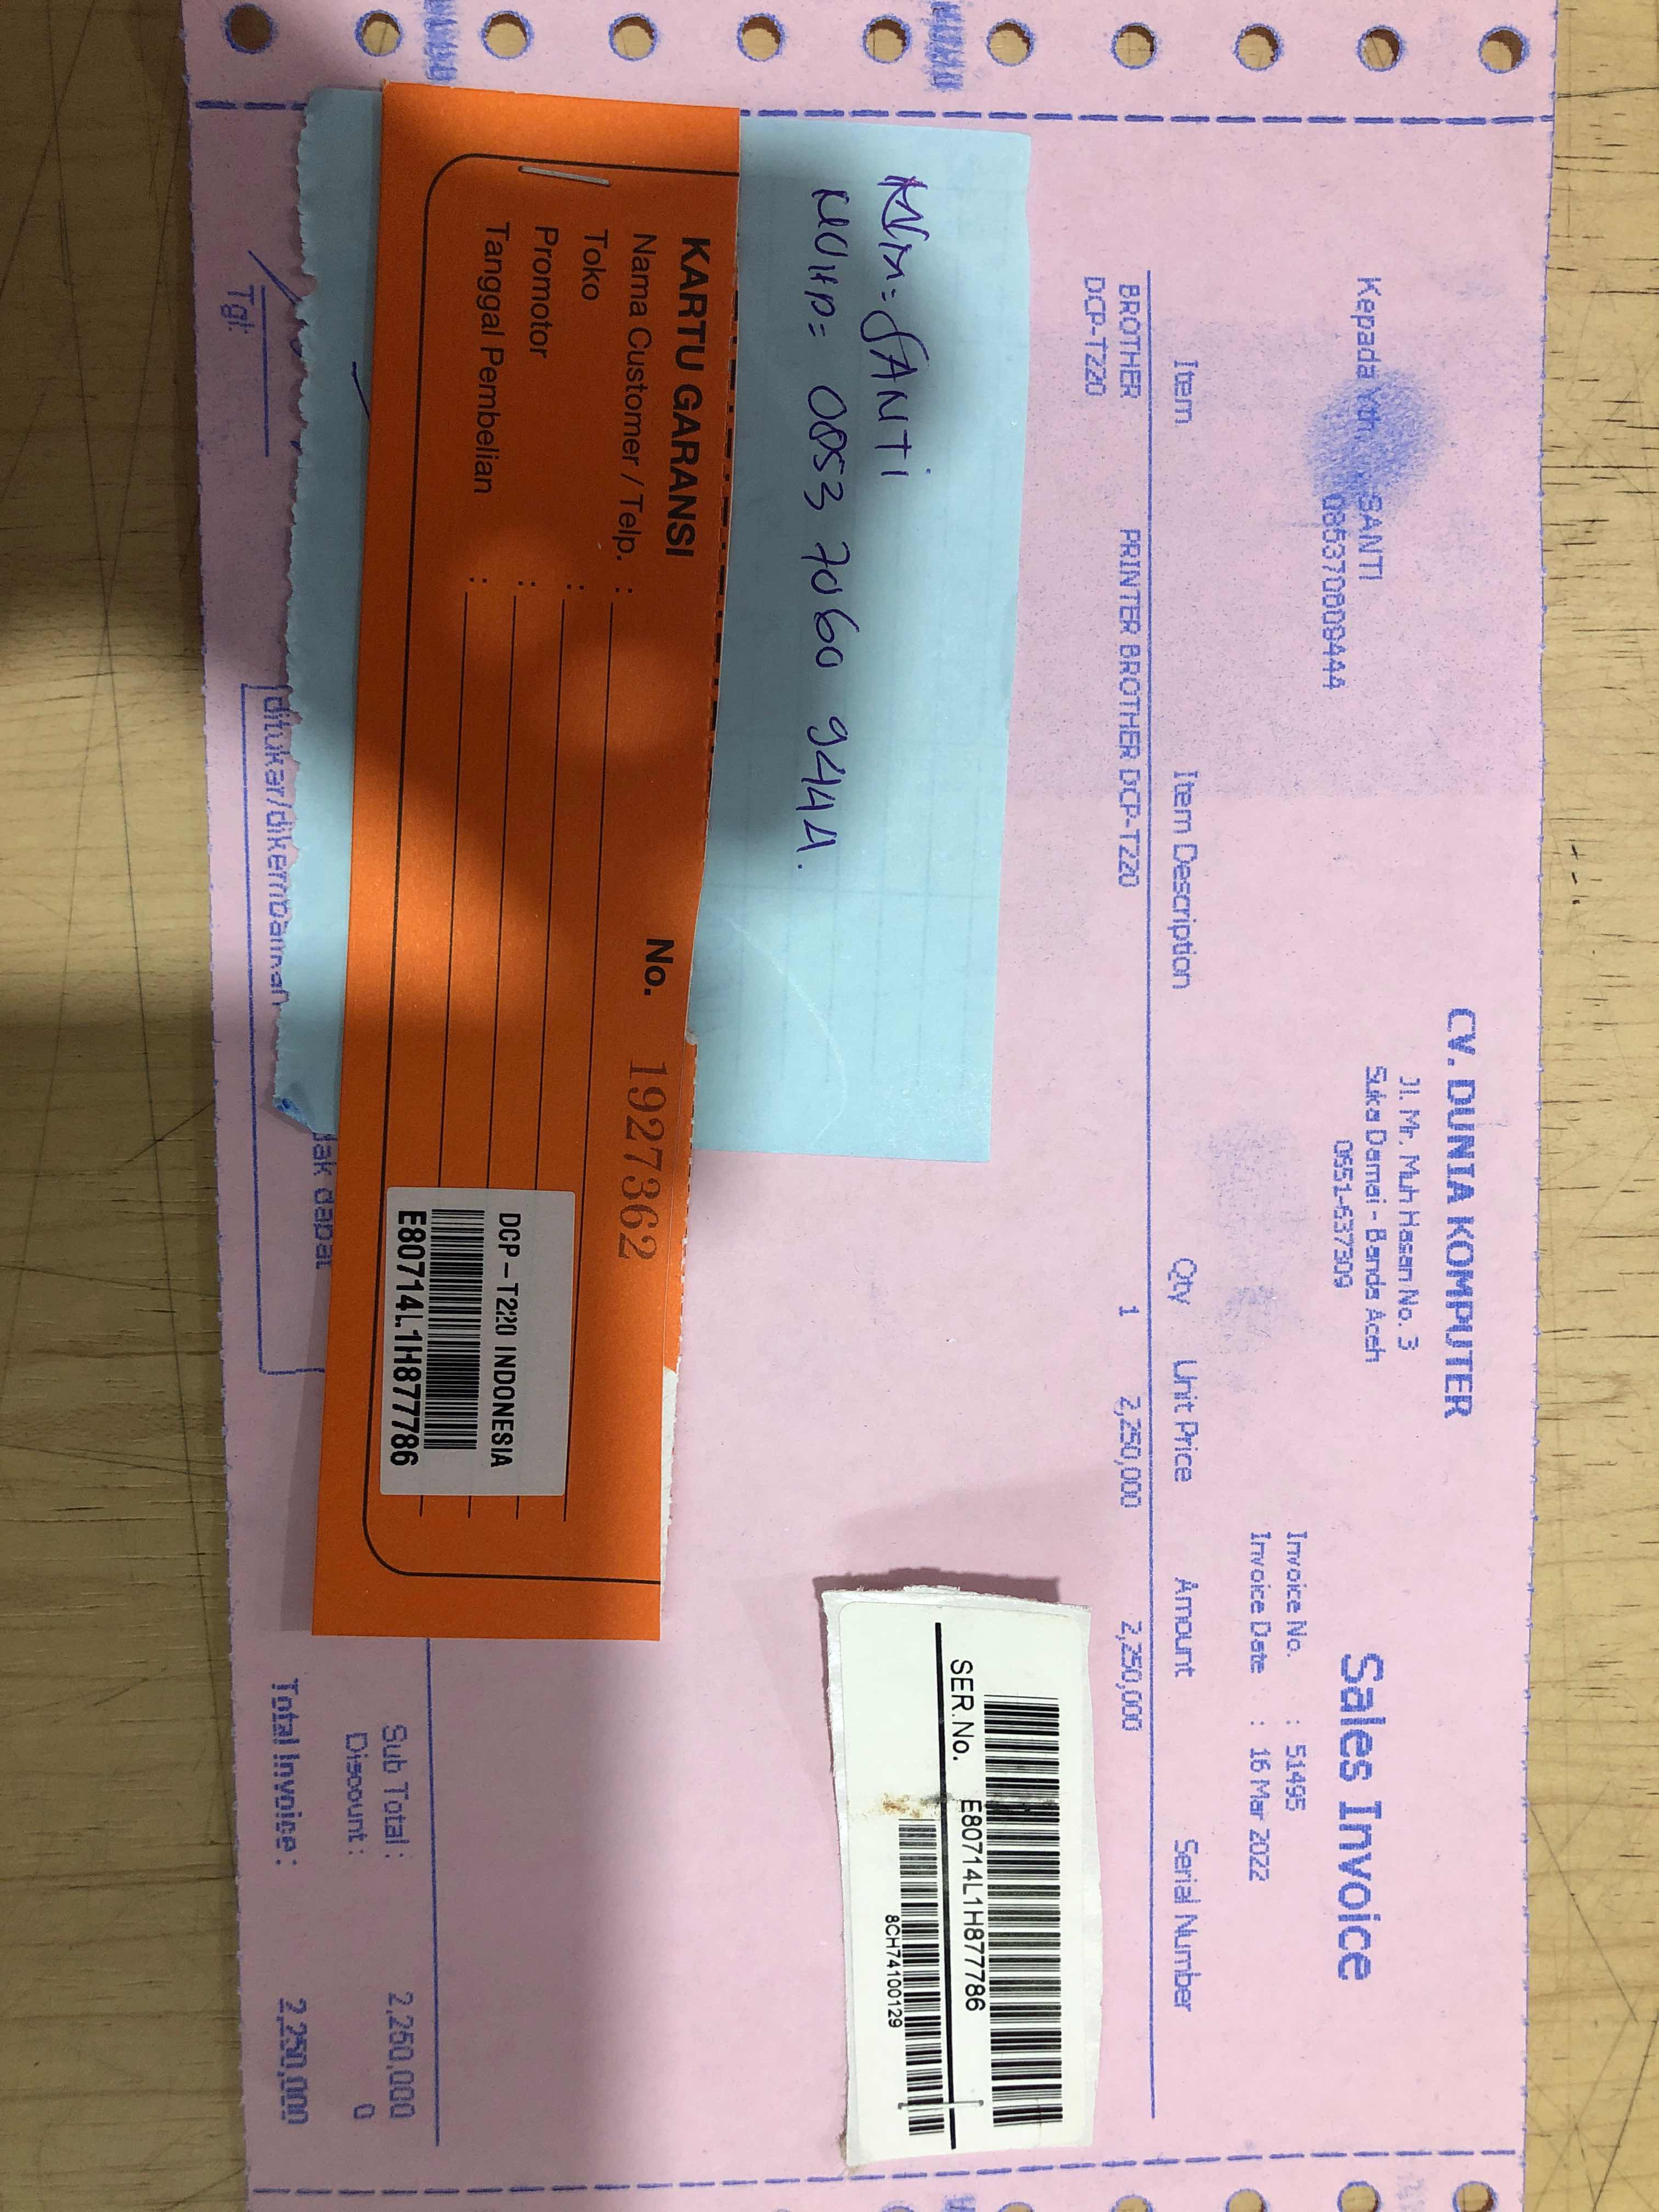 CV. DUNIA KOMPUTER
Jl. Mr. Muh Hasan No. 3
Suka Damai - Banda Aceh
0651-637309
Sales Invoice
Kepada Yth. SANTI
Invoice No. : 51495
Invoice Date : 16 Mar 2022
Item Item Description Qty Unit Price Amount Serial Number
BROTHER PRINTER BROTHER DCP-T220 1 2,250,000 2,250,000
DCP-T220
SANTI
NOHP= 0853 7060 9444.
SER.No. E80714L1H877786
8CH74100129
KARTU GARANSI
No. 1927362
Nama Customer / Telp. :
Toko :
Promotor :
Tanggal Pembelian :
DCP-T220 INDONESIA
E80714L1H877786
Sub Total : 2,250,000
Discount : 0
Total Invoice : 2,250,000
Tgl:
dapat
ditukar/dikembalikan